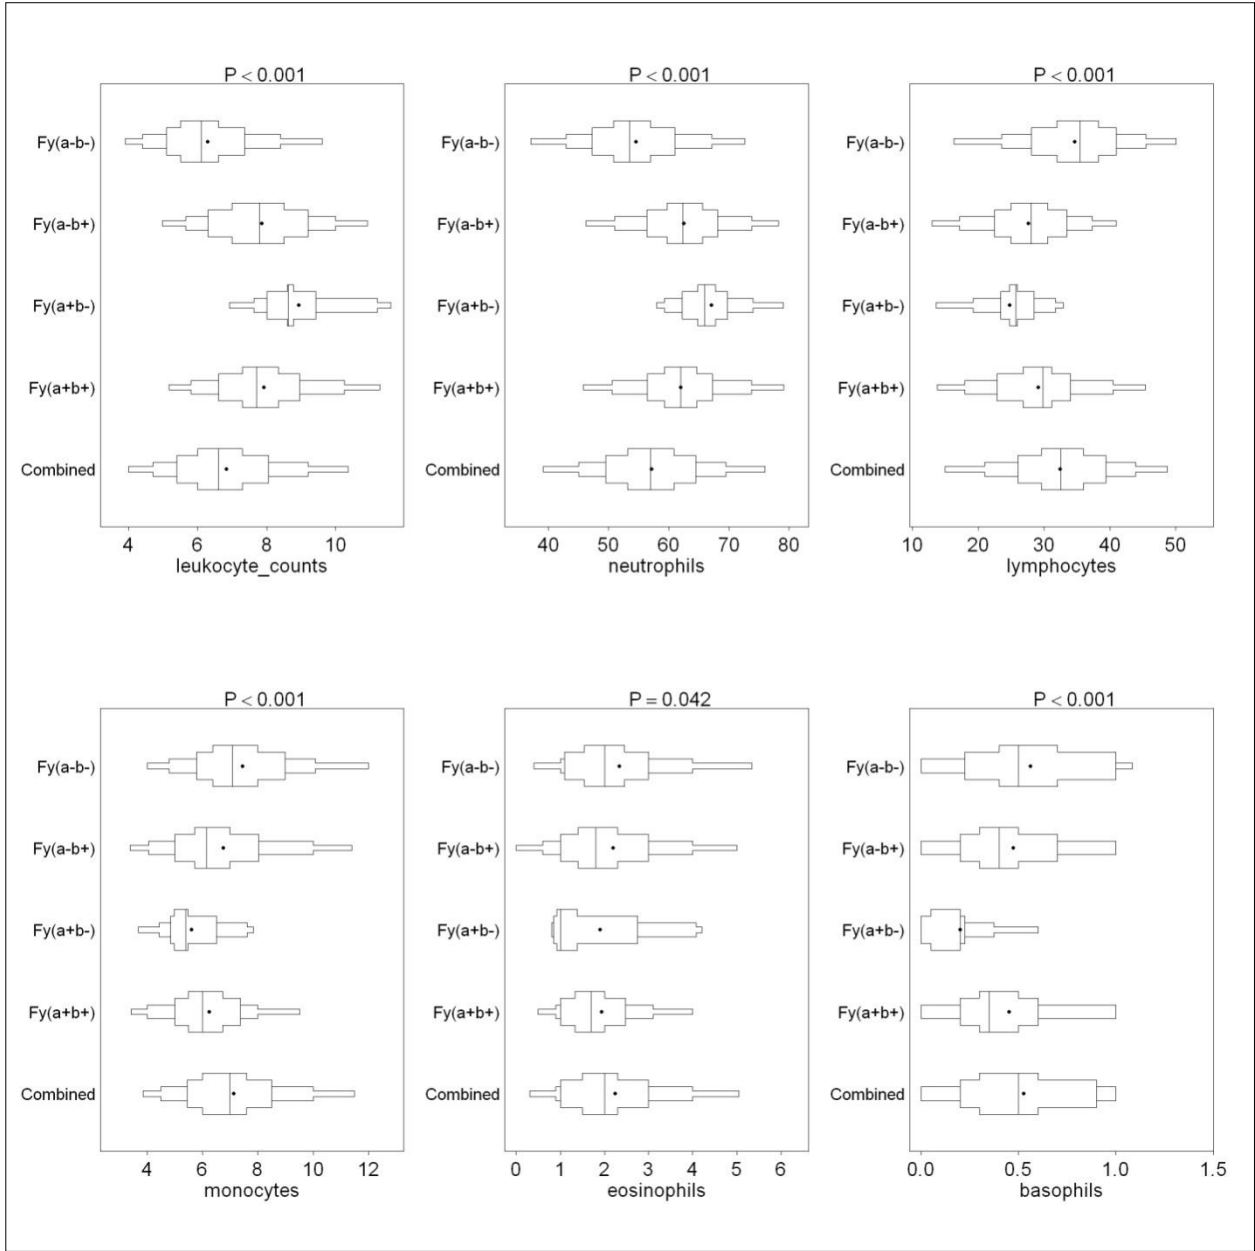 P < 0.001
Fy(a-b-)
Fy(a-b+)
Fy(a+b-)
Fy(a+b+)
Combined
4 6 8 10
leukocyte_counts
P < 0.001
Fy(a-b-)
Fy(a-b+)
Fy(a+b-)
Fy(a+b+)
Combined
40 50 60 70 80
neutrophils
P < 0.001
Fy(a-b-)
Fy(a-b+)
Fy(a+b-)
Fy(a+b+)
Combined
10 20 30 40 50
lymphocytes
P < 0.001
Fy(a-b-)
Fy(a-b+)
Fy(a+b-)
Fy(a+b+)
Combined
4 6 8 10 12
monocytes
P = 0.042
Fy(a-b-)
Fy(a-b+)
Fy(a+b-)
Fy(a+b+)
Combined
0 1 2 3 4 5 6
eosinophils
P < 0.001
Fy(a-b-)
Fy(a-b+)
Fy(a+b-)
Fy(a+b+)
Combined
0.0 0.5 1.0 1.5
basophils